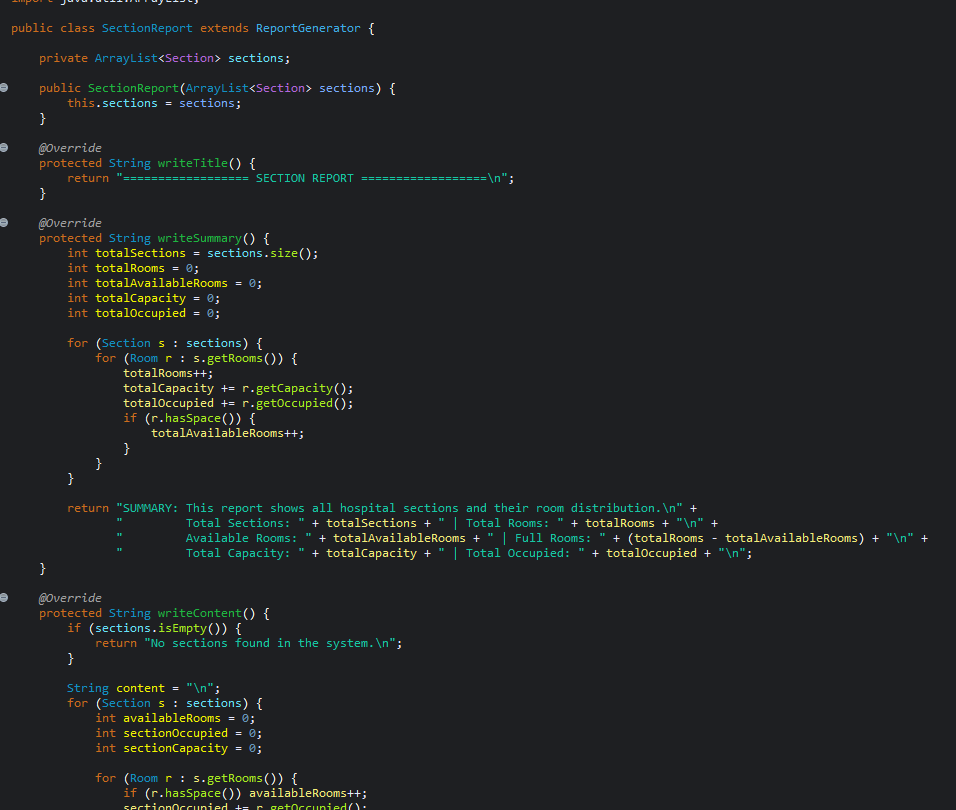 import java.util.ArrayList;
public class SectionReport extends ReportGenerator {
private ArrayList<Section> sections;
public SectionReport(ArrayList<Section> sections) {
this.sections = sections;
}
@Override
protected String writeTitle() {
return "================== SECTION REPORT ==================\n";
}
@Override
protected String writeSummary() {
int totalSections = sections.size();
int totalRooms = 0;
int totalAvailableRooms = 0;
int totalCapacity = 0;
int totalOccupied = 0;
for (Section s : sections) {
for (Room r : s.getRooms()) {
totalRooms++;
totalCapacity += r.getCapacity();
totalOccupied += r.getOccupied();
if (r.hasSpace()) {
totalAvailableRooms++;
}
}
}
return "SUMMARY: This report shows all hospital sections and their room distribution.\n" +
"         Total Sections: " + totalSections + " | Total Rooms: " + totalRooms + "\n" +
"         Available Rooms: " + totalAvailableRooms + " | Full Rooms: " + (totalRooms - totalAvailableRooms) + "\n" +
"         Total Capacity: " + totalCapacity + " | Total Occupied: " + totalOccupied + "\n";
}
@Override
protected String writeContent() {
if (sections.isEmpty()) {
return "No sections found in the system.\n";
}
String content = "\n";
for (Section s : sections) {
int availableRooms = 0;
int sectionOccupied = 0;
int sectionCapacity = 0;
for (Room r : s.getRooms()) {
if (r.hasSpace()) availableRooms++;
sectionOccupied += r.getOccupied();